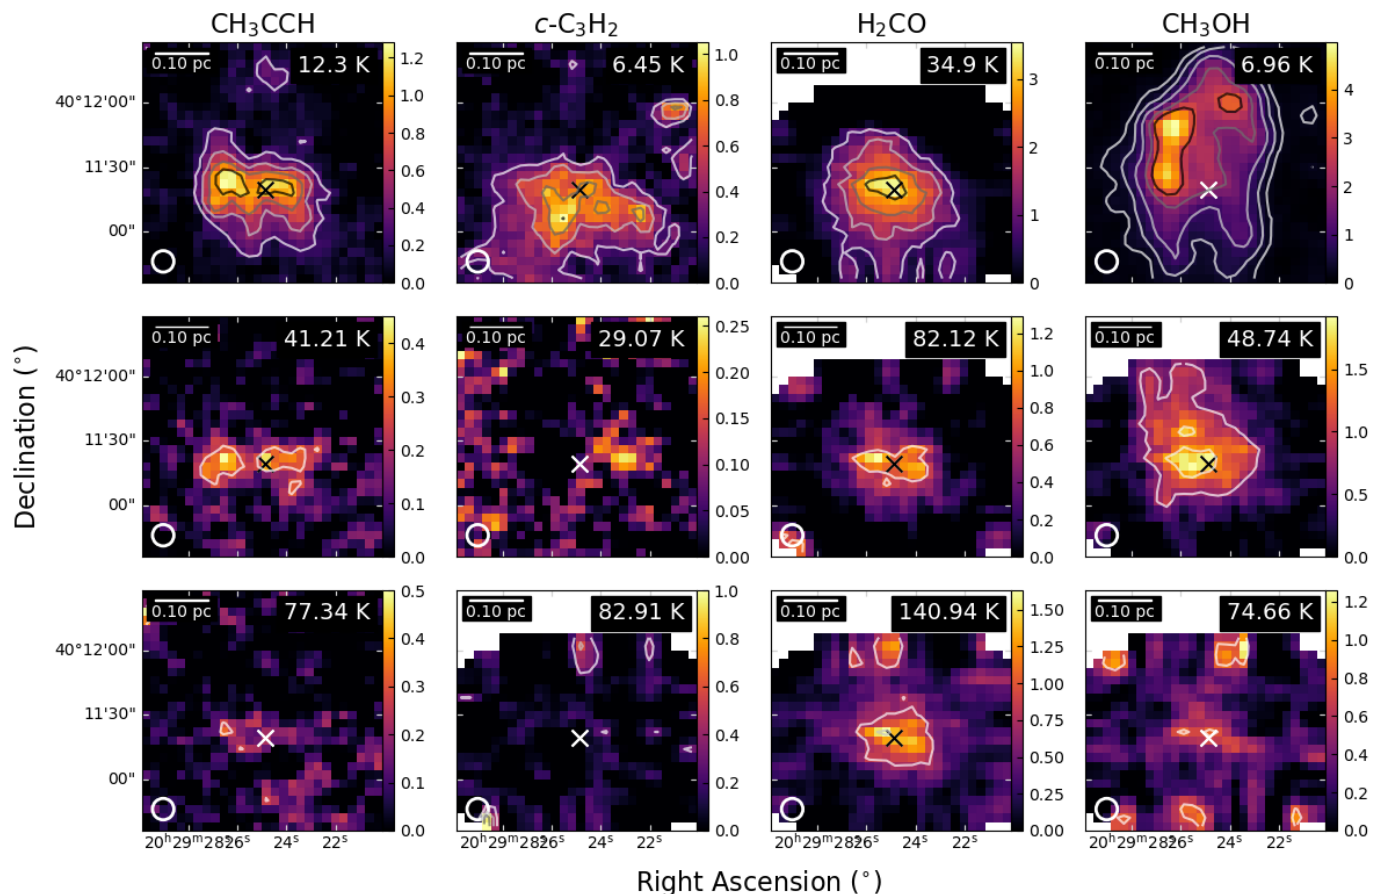 CH₃CCH
c-C₃H₂
H₂CO
CH₃OH
0.10 pc
12.3 K
1.2
1.0
0.8
0.6
0.4
0.2
0.0
40°12'00"
11'30"
00"
0.10 pc
6.45 K
1.0
0.8
0.6
0.4
0.2
0.0
0.10 pc
34.9 K
3
2
1
0
0.10 pc
6.96 K
4
3
2
1
0
0.10 pc
41.21 K
0.4
0.3
0.2
0.1
0.0
40°12'00"
11'30"
00"
0.10 pc
29.07 K
0.25
0.20
0.15
0.10
0.05
0.00
0.10 pc
82.12 K
1.2
1.0
0.8
0.6
0.4
0.2
0.0
0.10 pc
48.74 K
1.5
1.0
0.5
0.0
0.10 pc
77.34 K
0.5
0.4
0.3
0.2
0.1
0.0
40°12'00"
11'30"
00"
0.10 pc
82.91 K
1.0
0.8
0.6
0.4
0.2
0.0
0.10 pc
140.94 K
1.50
1.25
1.00
0.75
0.50
0.25
0.00
0.10 pc
74.66 K
1.2
1.0
0.8
0.6
0.4
0.2
0.0
20ʰ29ᵐ28ˢ26ˢ 24ˢ 22ˢ
20ʰ29ᵐ28ˢ26ˢ 24ˢ 22ˢ
20ʰ29ᵐ28ˢ26ˢ 24ˢ 22ˢ
20ʰ29ᵐ28ˢ26ˢ 24ˢ 22ˢ
Declination (°)
Right Ascension (°)